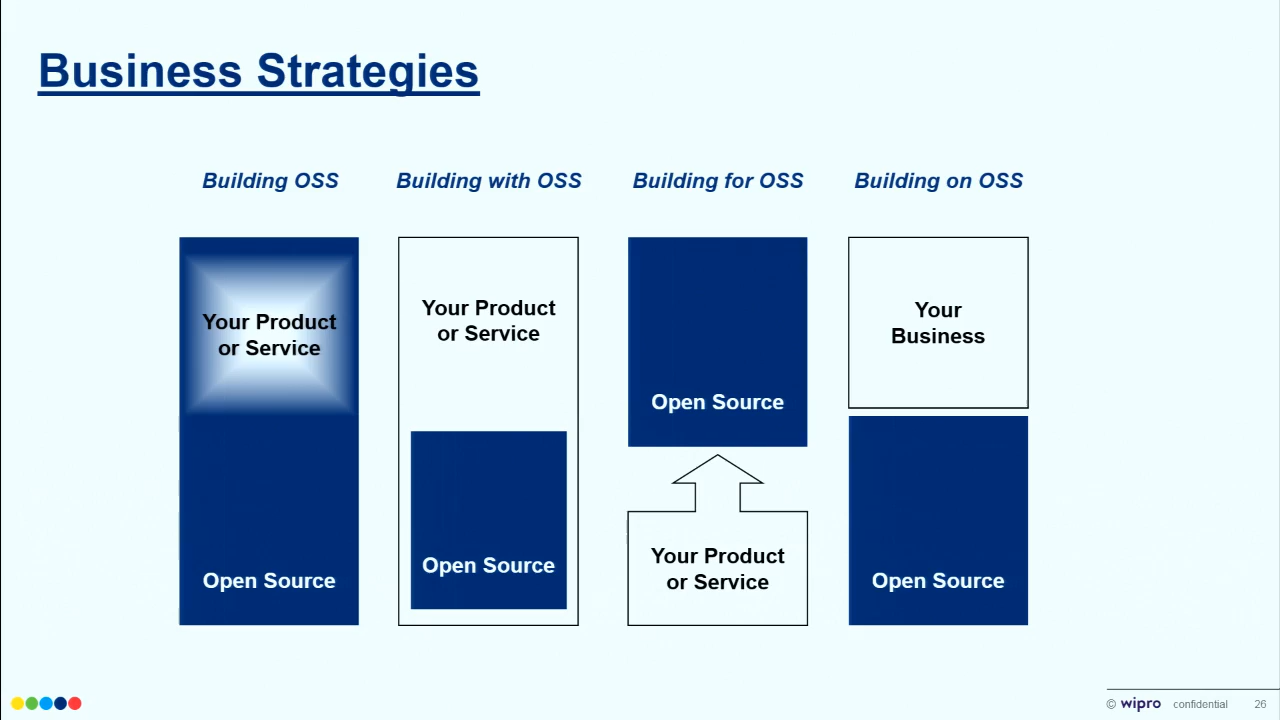 Business Strategies
Building OSS
Building with OSS
Building for OSS
Building on OSS
Your Product
or Service
Open Source
Your Product
or Service
Open Source
Open Source
Your Product
or Service
Your
Business
Open Source
© wipro confidential 26